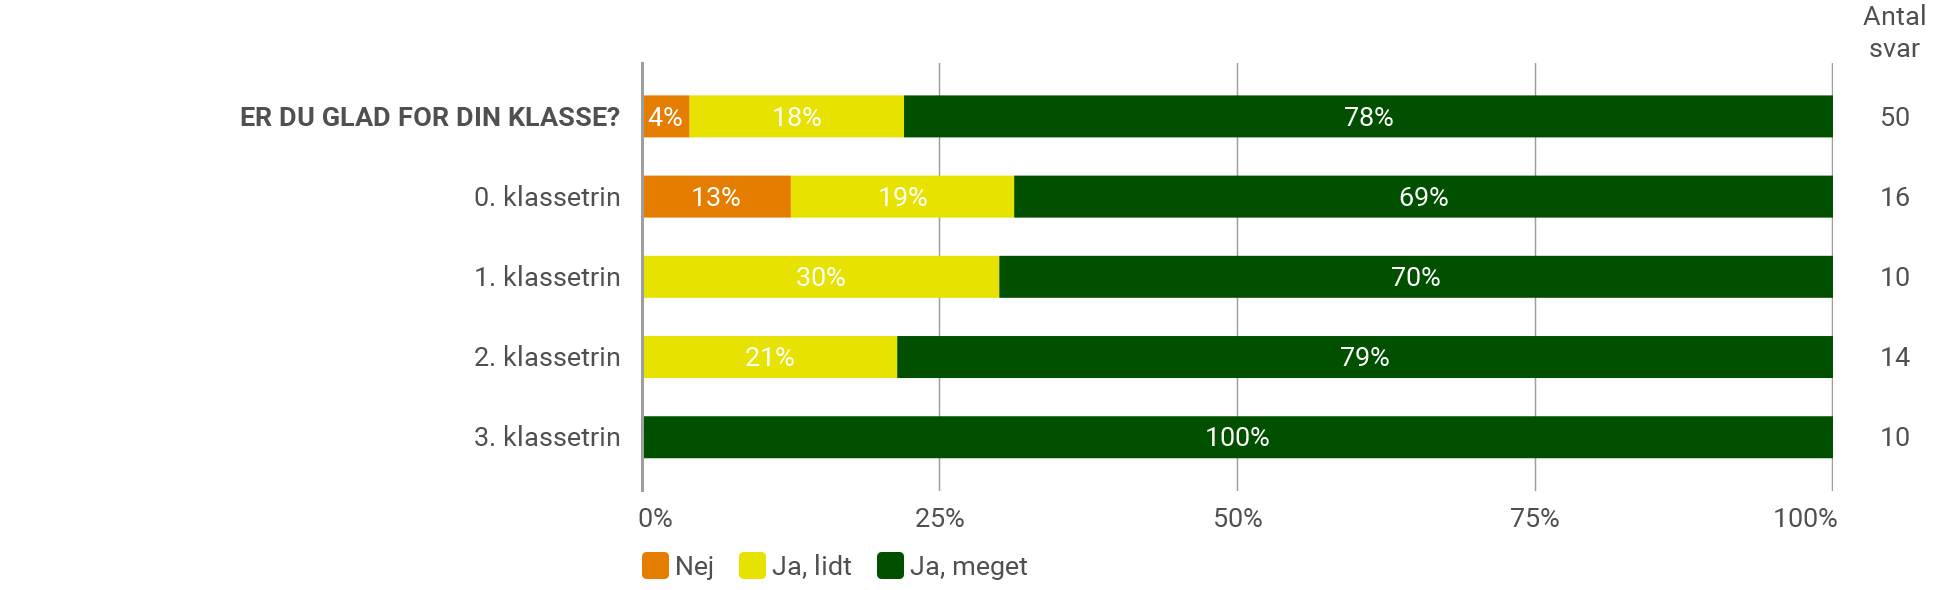 Antal
svar
ER DU GLAD FOR DIN KLASSE? 4% 18% 78% 50
0. klassetrin 13% 19% 69% 16
1. klassetrin 30% 70% 10
2. klassetrin 21% 79% 14
3. klassetrin 100% 10
0% 25% 50% 75% 100%
Nej Ja, lidt Ja, meget